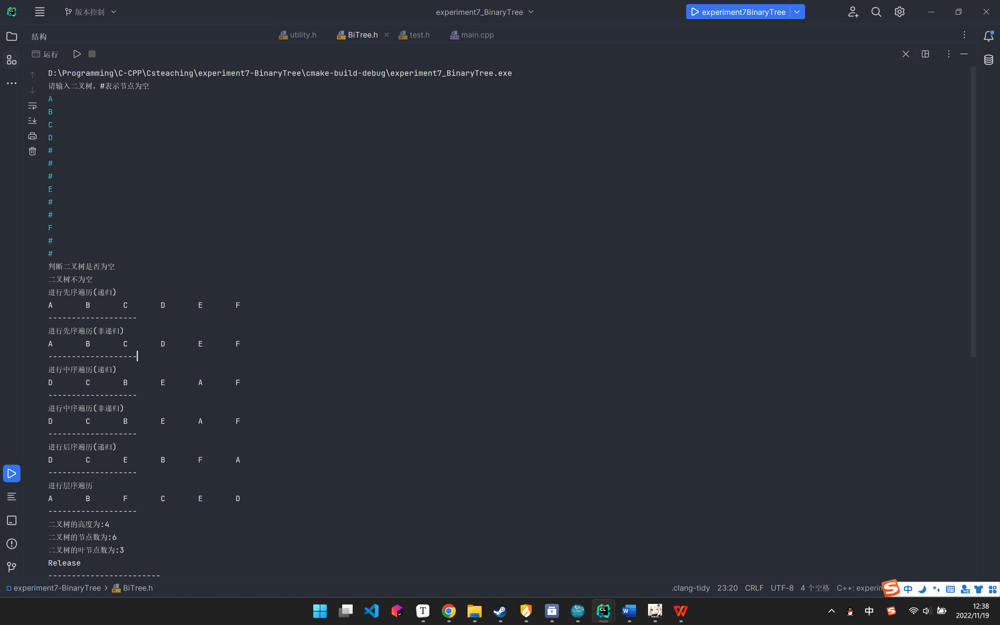 版本控制
experiment7_BinaryTree
experiment7BinaryTree
结构
utility.h
BiTree.h
test.h
main.cpp
运行
D:\Programming\C-CPP\Csteaching\experiment7-BinaryTree\cmake-build-debug\experiment7_BinaryTree.exe
请输入二叉树，#表示节点为空
A
B
C
D
#
#
#
E
#
#
F
#
#
判断二叉树是否为空
二叉树不为空
进行先序遍历(递归)
A B C D E F
-------------------
进行先序遍历(非递归)
A B C D E F
-------------------
进行中序遍历(递归)
D C B E A F
-------------------
进行中序遍历(非递归)
D C B E A F
-------------------
进行后序遍历(递归)
D C E B F A
-------------------
进行层序遍历
A B F C E D
-------------------
二叉树的高度为:4
二叉树的节点数为:6
二叉树的叶节点数为:3
Release
------------------------
experiment7-BinaryTree > BiTree.h
.clang-tidy 23:20 CRLF UTF-8 4 个空格 C++: experim
中
中
12:38
2022/11/19